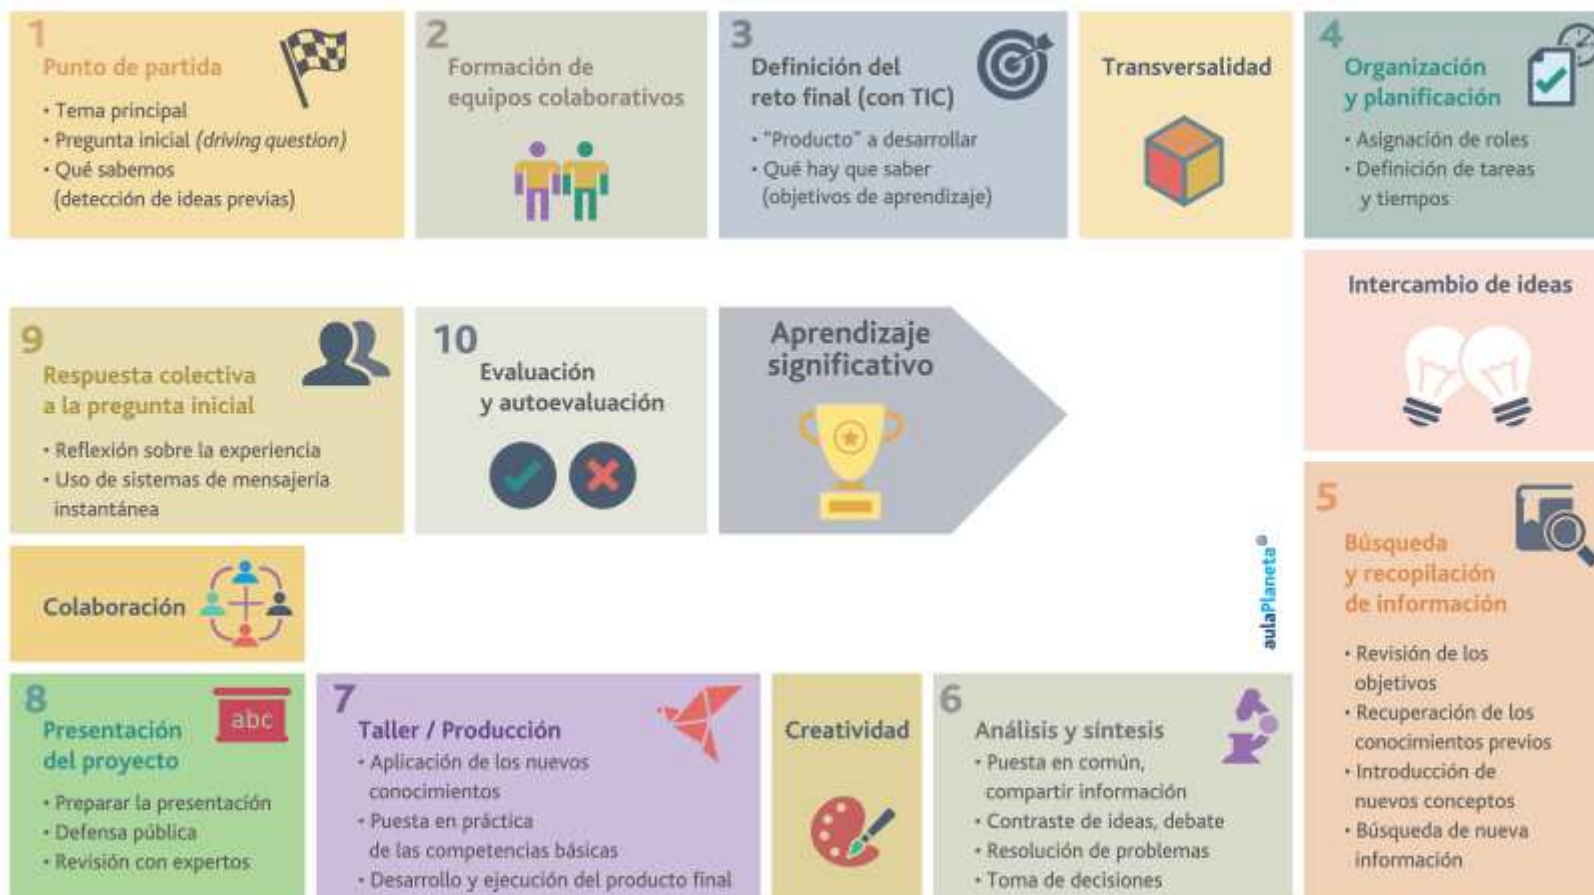 1
Punto de partida
• Tema principal
• Pregunta inicial (driving question)
• Qué sabemos
(detección de ideas previas)
2
Formación de
equipos colaborativos
3
Definición del
reto final (con TIC)
• "Producto" a desarrollar
• Qué hay que saber
(objetivos de aprendizaje)
Transversalidad
4
Organización
y planificación
• Asignación de roles
• Definición de tareas
y tiempos
Intercambio de ideas
5
Búsqueda
y recopilación
de información
• Revisión de los
objetivos
• Recuperación de los
conocimientos previos
• Introducción de
nuevos conceptos
• Búsqueda de nueva
información
6
Análisis y síntesis
• Puesta en común,
compartir información
• Contraste de ideas, debate
• Resolución de problemas
• Toma de decisiones
Creatividad
7
Taller / Producción
• Aplicación de los nuevos
conocimientos
• Puesta en práctica
de las competencias básicas
• Desarrollo y ejecución del producto final
8
Presentación
del proyecto
abc
• Preparar la presentación
• Defensa pública
• Revisión con expertos
Colaboración
9
Respuesta colectiva
a la pregunta inicial
• Reflexión sobre la experiencia
• Uso de sistemas de mensajería
instantánea
10
Evaluación
y autoevaluación
Aprendizaje
significativo
aulaPlaneta®